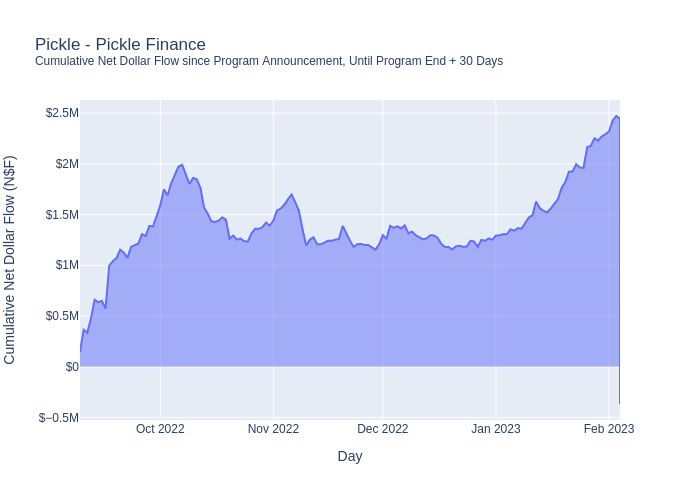 Pickle - Pickle Finance
Cumulative Net Dollar Flow since Program Announcement, Until Program End + 30 Days
Cumulative Net Dollar Flow (N$F)
$2.5M
$2M
$1.5M
$1M
$0.5M
$0
$−0.5M
Oct 2022
Nov 2022
Dec 2022
Jan 2023
Feb 2023
Day